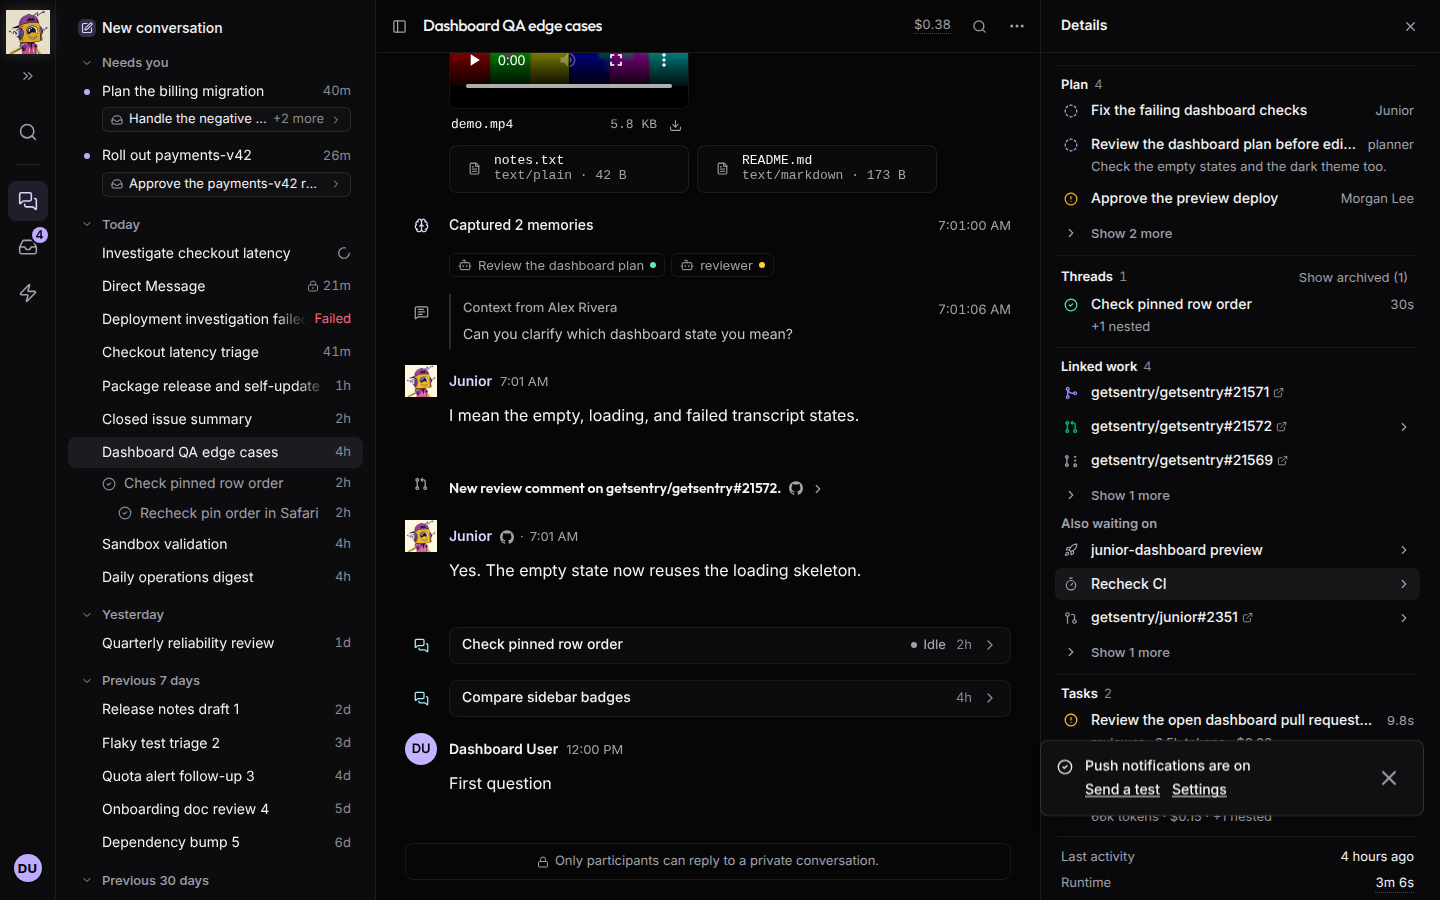 New conversation
Needs you
Plan the billing migration 40m
Handle the negative ... +2 more
Roll out payments-v42 26m
Approve the payments-v42 r...
Today
Investigate checkout latency
Direct Message 21m
Deployment investigation failed Failed
Checkout latency triage 41m
Package release and self-update 1h
Closed issue summary 2h
Dashboard QA edge cases 4h
Check pinned row order 2h
Recheck pin order in Safari 2h
Sandbox validation 4h
Daily operations digest 4h
Yesterday
Quarterly reliability review 1d
Previous 7 days
Release notes draft 1 2d
Flaky test triage 2 3d
Quota alert follow-up 3 4d
Onboarding doc review 4 5d
Dependency bump 5 6d
Previous 30 days
4
DU
Dashboard QA edge cases $0.38
0:00
demo.mp4 5.8 KB
notes.txt
text/plain · 42 B
README.md
text/markdown · 173 B
Captured 2 memories 7:01:00 AM
Review the dashboard plan
reviewer
Context from Alex Rivera 7:01:06 AM
Can you clarify which dashboard state you mean?
Junior 7:01 AM
I mean the empty, loading, and failed transcript states.
New review comment on getsentry/getsentry#21572.
Junior · 7:01 AM
Yes. The empty state now reuses the loading skeleton.
Check pinned row order Idle 2h
Compare sidebar badges 4h
DU Dashboard User 12:00 PM
First question
Only participants can reply to a private conversation.
Details
Plan 4
Fix the failing dashboard checks Junior
Review the dashboard plan before edi... planner
Check the empty states and the dark theme too.
Approve the preview deploy Morgan Lee
Show 2 more
Threads 1 Show archived (1)
Check pinned row order 30s
+1 nested
Linked work 4
getsentry/getsentry#21571
getsentry/getsentry#21572
getsentry/getsentry#21569
Show 1 more
Also waiting on
junior-dashboard preview
Recheck CI
getsentry/junior#2351
Show 1 more
Tasks 2
Review the open dashboard pull request... 9.8s
Push notifications are on
Send a test Settings
66k tokens · $0.15 · +1 nested
Last activity 4 hours ago
Runtime 3m 6s